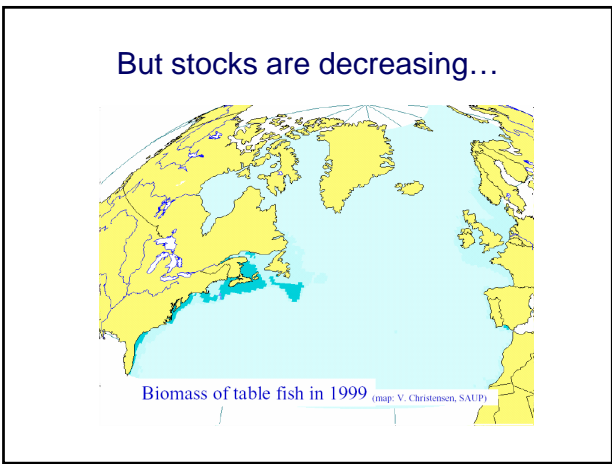 But stocks are decreasing…
Biomass of table fish in 1999 (map: V. Christensen, SAUP)